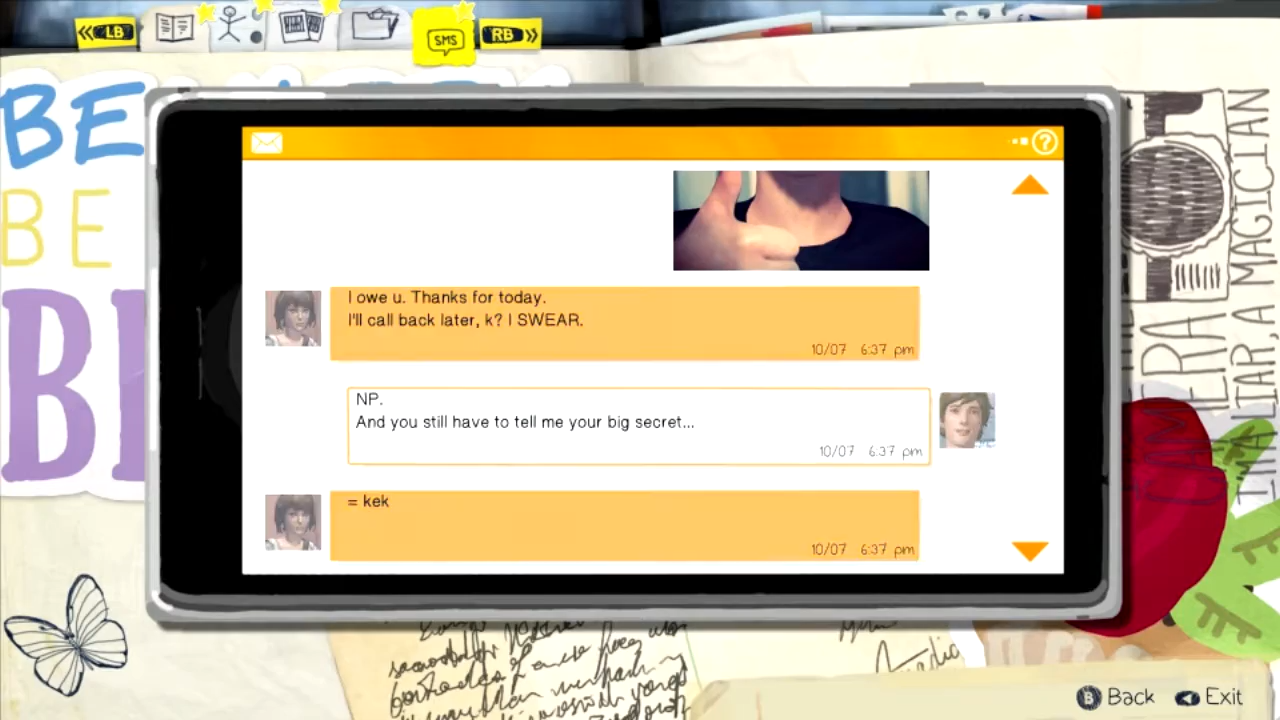 LB
SMS
RB
BE
BE
I owe u. Thanks for today.
I'll call back later, k? I SWEAR.
10/07 6:37 pm
NP.
And you still have to tell me your big secret...
10/07 6:37 pm
= kek
10/07 6:37 pm
CAMERA
LIAR, A MAGICIAN
B Back
Exit